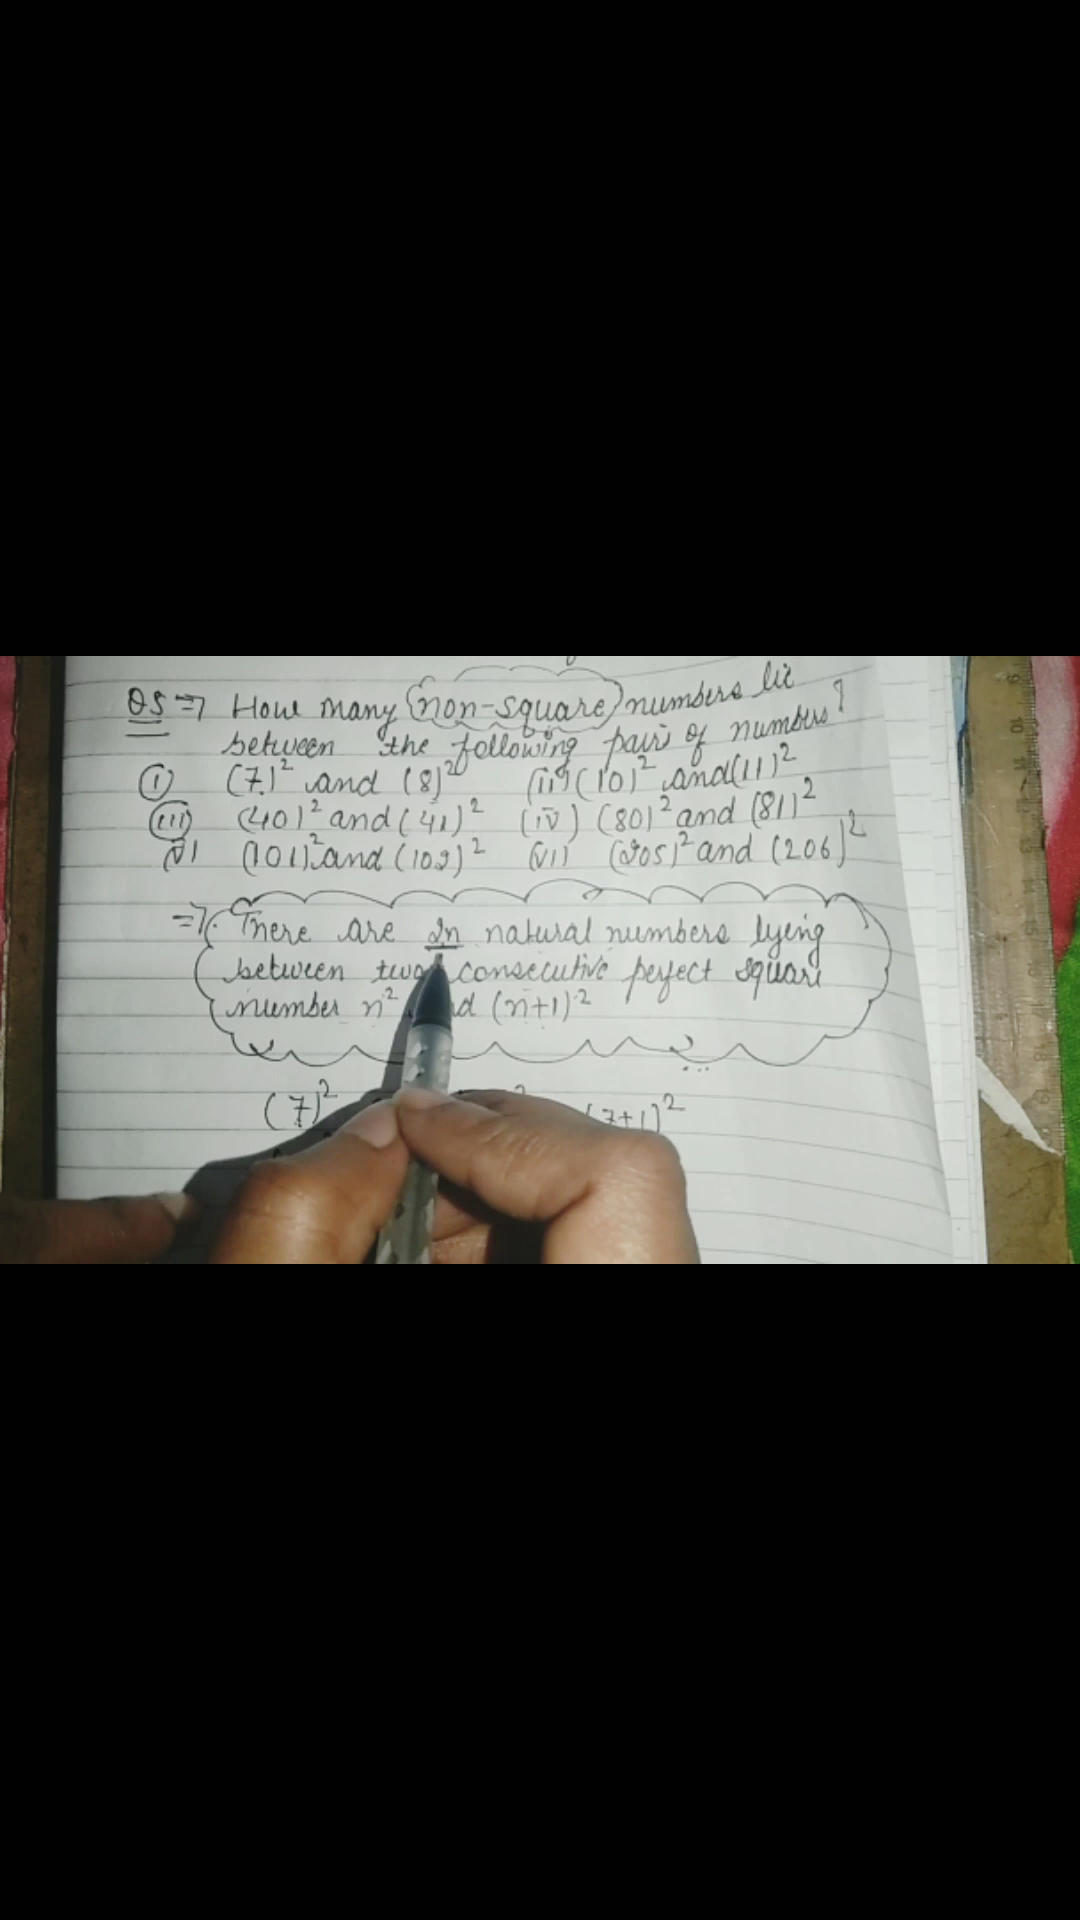 Q5 ⇒ How many non-square numbers lie
between the following pair of numbers?
(i) (7)² and (8)² (ii) (10)² and (11)²
(iii) (40)² and (41)² (iv) (80)² and (81)²
(v) (101)² and (102)² (vi) (205)² and (206)²
⇒ There are 2n natural numbers lying
between two consecutive perfect square
number n² and (n+1)²
(7)² (7+1)²